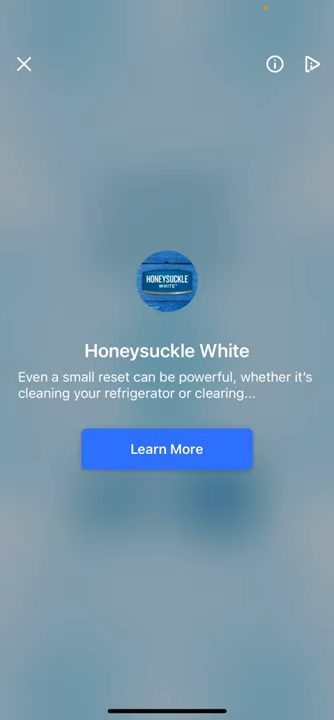 HONEYSUCKLE
WHITE
Honeysuckle White
Even a small reset can be powerful, whether it's
cleaning your refrigerator or clearing...
Learn More